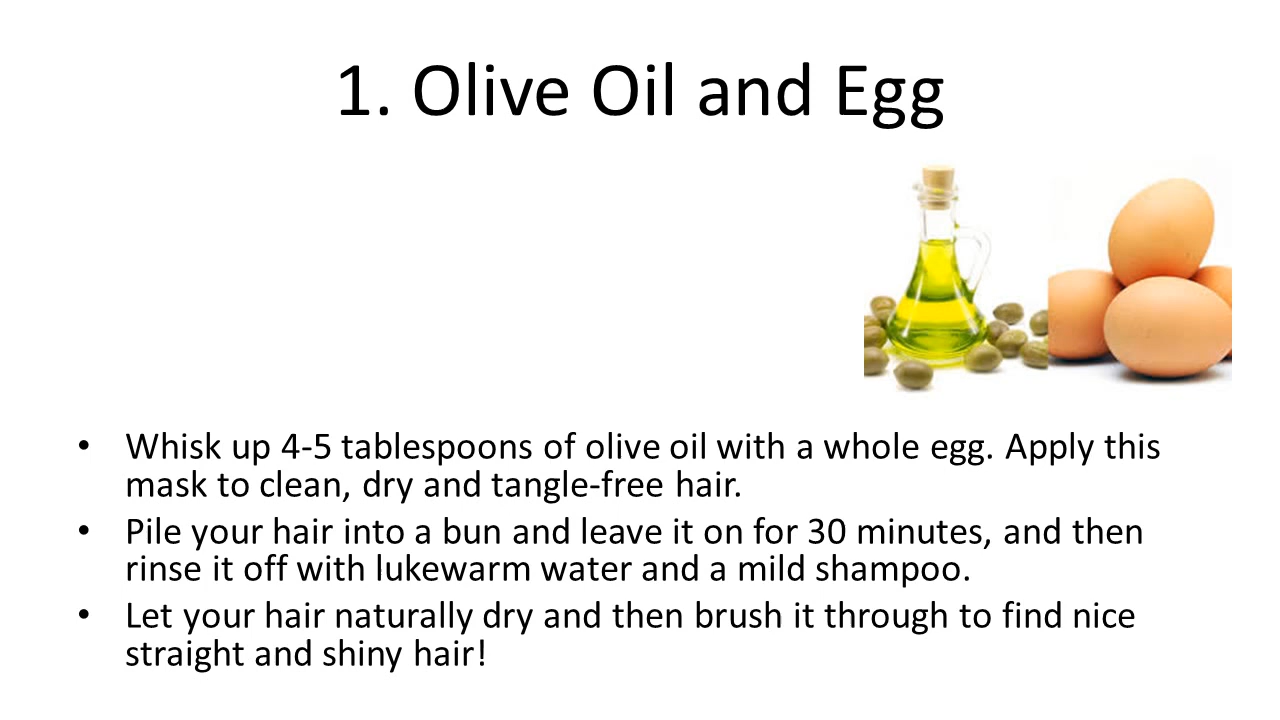 1. Olive Oil and Egg
• Whisk up 4-5 tablespoons of olive oil with a whole egg. Apply this
mask to clean, dry and tangle-free hair.
• Pile your hair into a bun and leave it on for 30 minutes, and then
rinse it off with lukewarm water and a mild shampoo.
• Let your hair naturally dry and then brush it through to find nice
straight and shiny hair!